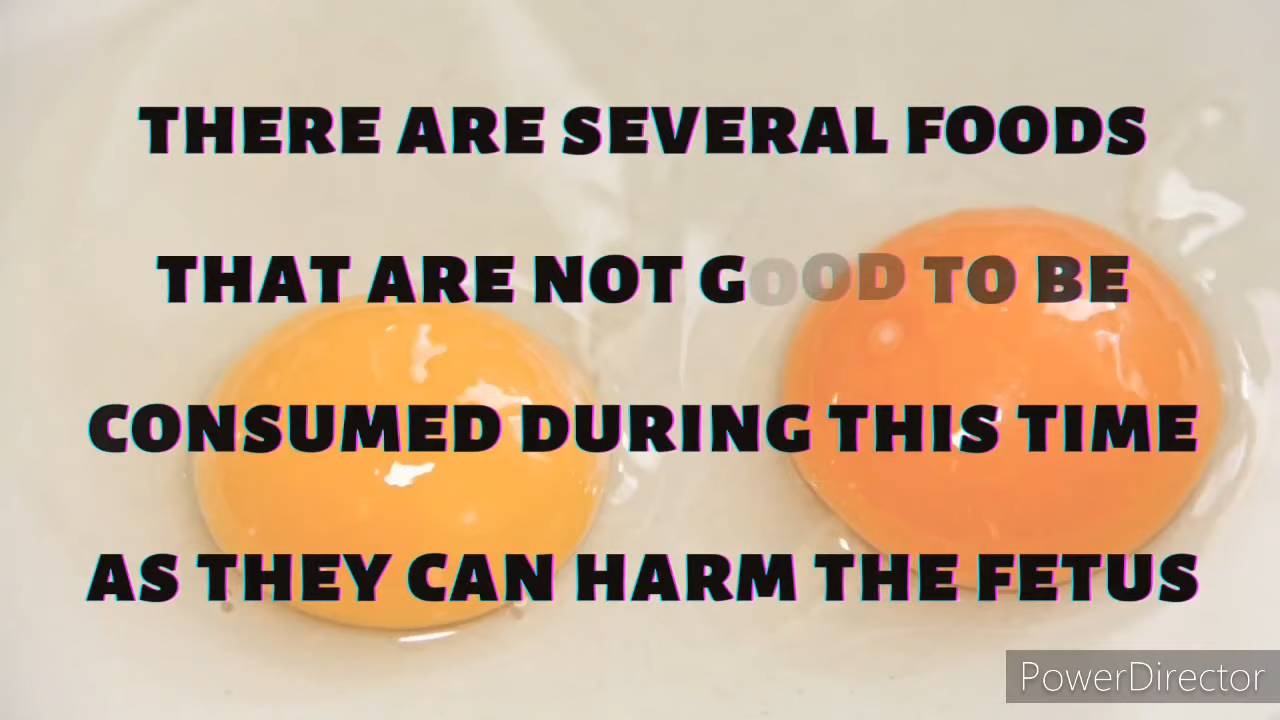 THERE ARE SEVERAL FOODS
THAT ARE NOT GOOD TO BE
CONSUMED DURING THIS TIME
AS THEY CAN HARM THE FETUS
PowerDirector